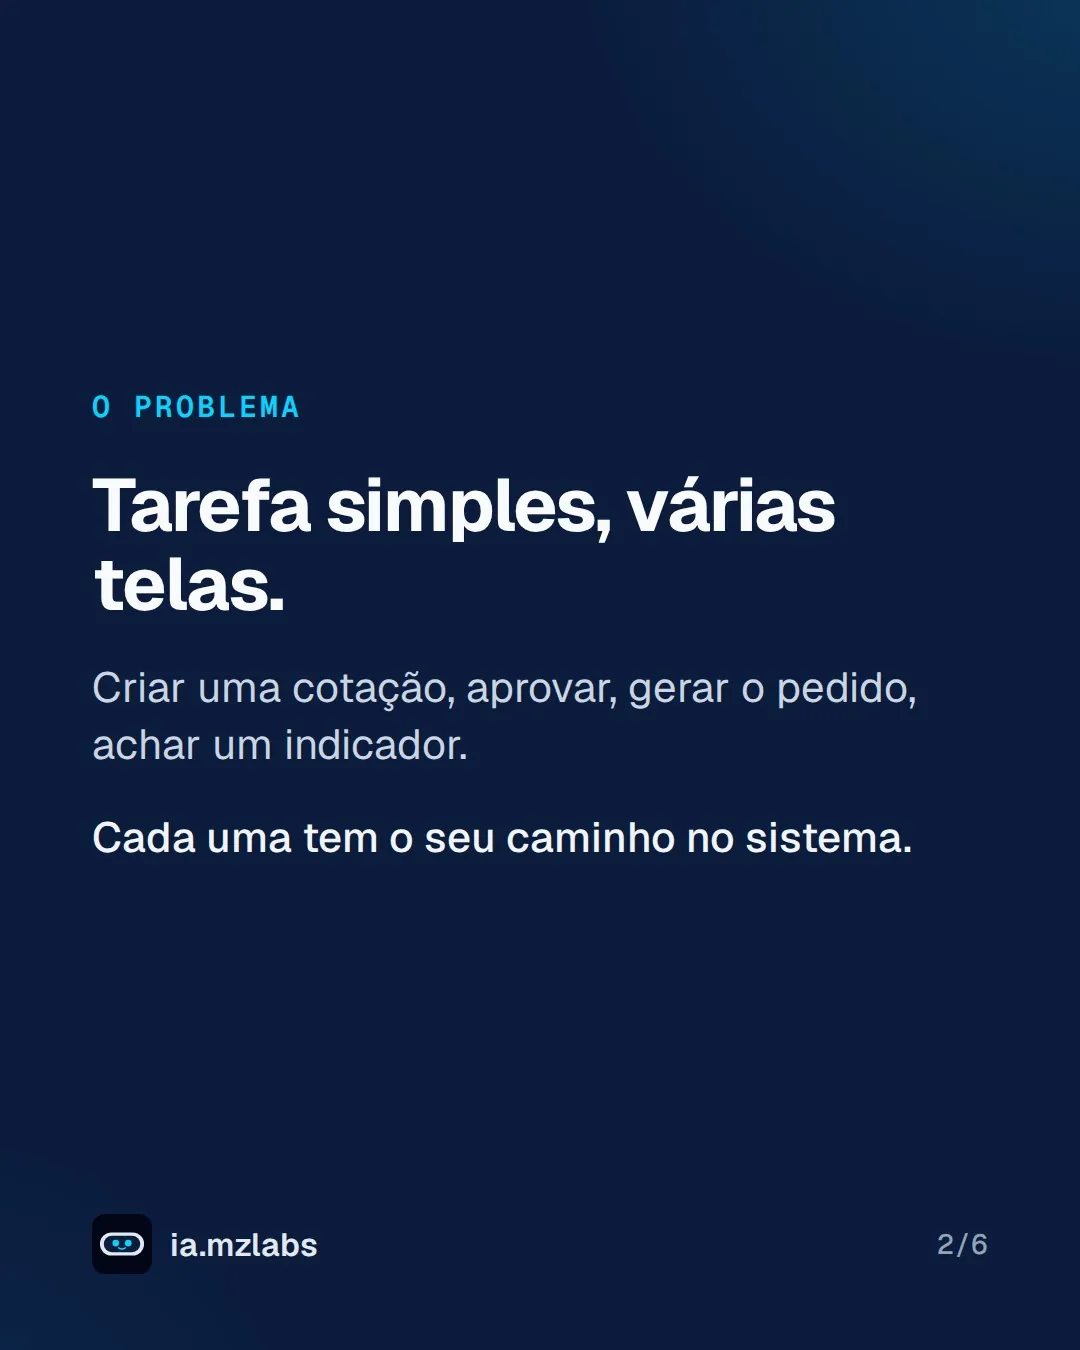 O PROBLEMA
Tarefa simples, várias
telas.
Criar uma cotação, aprovar, gerar o pedido,
achar um indicador.
Cada uma tem o seu caminho no sistema.
ia.mzlabs
2/6